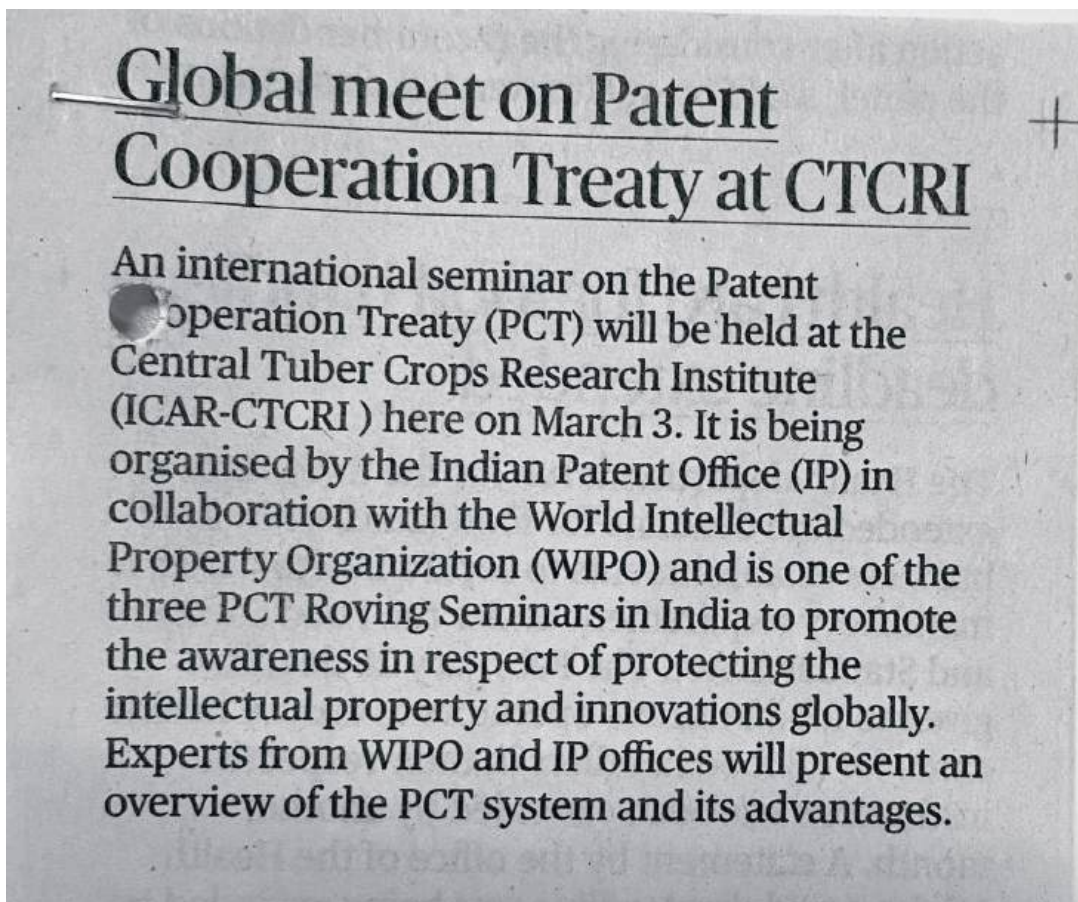 Global meet on Patent
Cooperation Treaty at CTCRI
An international seminar on the Patent
operation Treaty (PCT) will be held at the
Central Tuber Crops Research Institute
(ICAR-CTCRI ) here on March 3. It is being
organised by the Indian Patent Office (IP) in
collaboration with the World Intellectual
Property Organization (WIPO) and is one of the
three PCT Roving Seminars in India to promote
the awareness in respect of protecting the
intellectual property and innovations globally.
Experts from WIPO and IP offices will present an
overview of the PCT system and its advantages.